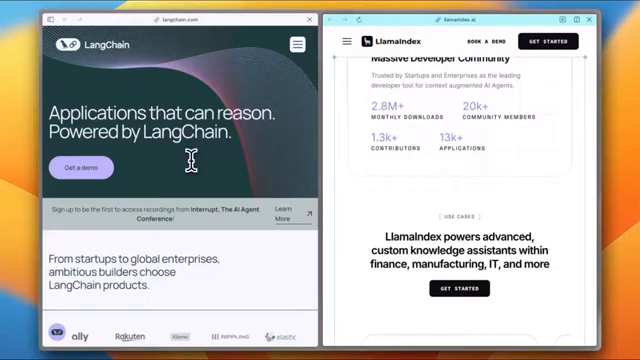 langchain.com
LangChain
Applications that can reason.
Powered by LangChain.
Get a demo
Sign up to be the first to access recordings from Interrupt, The AI Agent
Conference!
Learn
More
From startups to global enterprises,
ambitious builders choose
LangChain products.
ally
Rakuten
RIPPLING
elastic
llamaindex.ai
LlamaIndex
BOOK A DEMO
GET STARTED
Massive Developer Community
Trusted by Startups and Enterprises as the leading
developer tool for context augmented AI Agents.
2.8M+
MONTHLY DOWNLOADS
20k+
COMMUNITY MEMBERS
1.3k+
CONTRIBUTORS
13k+
APPLICATIONS
[ USE CASES ]
LlamaIndex powers advanced,
custom knowledge assistants within
finance, manufacturing, IT, and more
GET STARTED